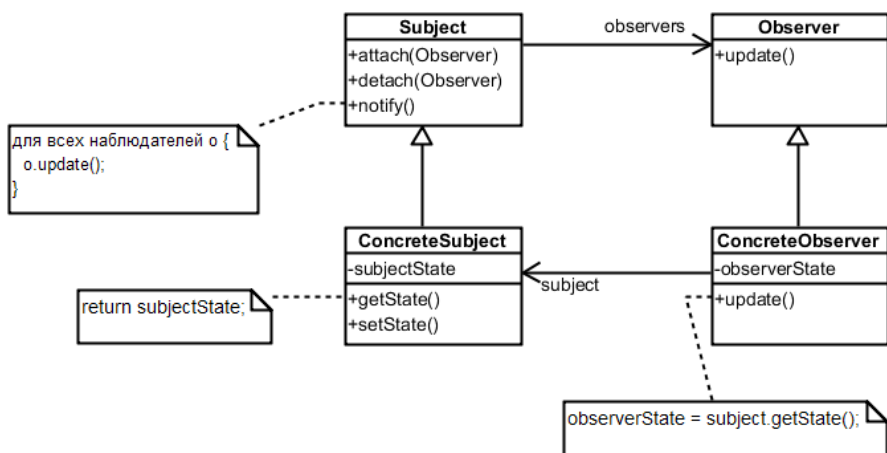 Subject
+attach(Observer)
+detach(Observer)
+notify()
observers
Observer
+update()
для всех наблюдателей o {
o.update();
}
ConcreteSubject
-subjectState
+getState()
+setState()
subject
ConcreteObserver
-observerState
+update()
return subjectState;
observerState = subject.getState();